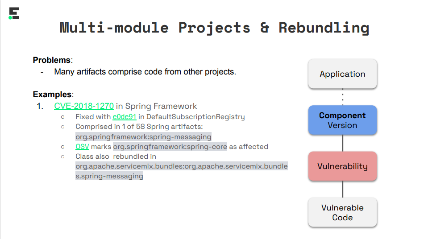 Multi-module Projects & Rebundling
Problems:
- Many artifacts comprise code from other projects.
Examples:
1. CVE-2018-1270 in Spring Framework
○ Fixed with e0de91 in DefaultSubscriptionRegistry
○ Comprised in 1 of 58 Spring artifacts:
org.springframework:spring-messaging
○ OSV marks org.springframework:spring-core as affected
○ Class also rebundled in
org.apache.servicemix.bundles:org.apache.servicemix.bundle
s.spring-messaging
Application
Component
Version
Vulnerability
Vulnerable
Code